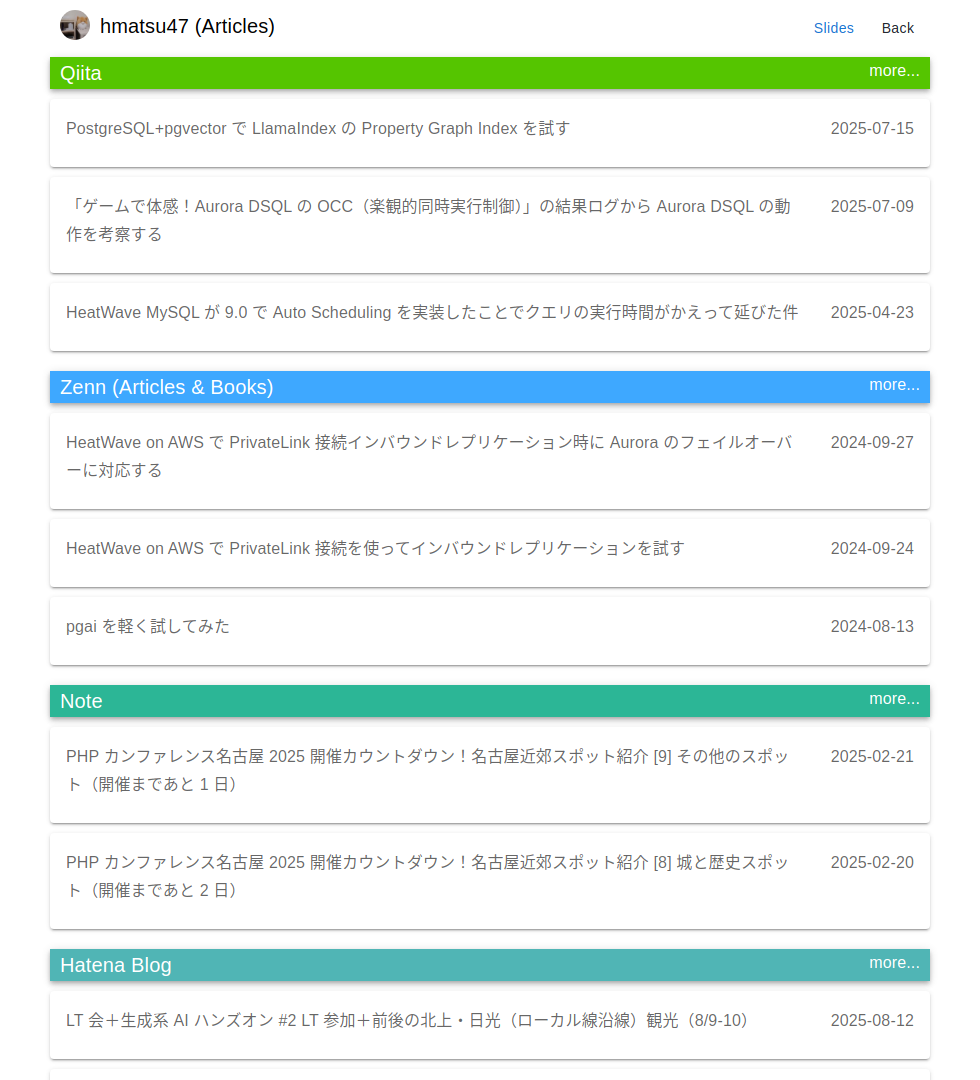 hmatsu47 (Articles)
Slides
Back
Qiita
more...
PostgreSQL+pgvector で LlamaIndex の Property Graph Index を試す
2025-07-15
「ゲームで体感！Aurora DSQL の OCC（楽観的同時実行制御）」の結果ログから Aurora DSQL の動
作を考察する
2025-07-09
HeatWave MySQL が 9.0 で Auto Scheduling を実装したことでクエリの実行時間がかえって延びた件
2025-04-23
Zenn (Articles & Books)
more...
HeatWave on AWS で PrivateLink 接続インバウンドレプリケーション時に Aurora のフェイルオーバ
ーに対応する
2024-09-27
HeatWave on AWS で PrivateLink 接続を使ってインバウンドレプリケーションを試す
2024-09-24
pgai を軽く試してみた
2024-08-13
Note
more...
PHP カンファレンス名古屋 2025 開催カウントダウン！名古屋近郊スポット紹介 [9] その他のスポッ
ト（開催まであと 1 日）
2025-02-21
PHP カンファレンス名古屋 2025 開催カウントダウン！名古屋近郊スポット紹介 [8] 城と歴史スポッ
ト（開催まであと 2 日）
2025-02-20
Hatena Blog
more...
LT 会＋生成系 AI ハンズオン #2 LT 参加＋前後の北上・日光（ローカル線沿線）観光（8/9-10）
2025-08-12